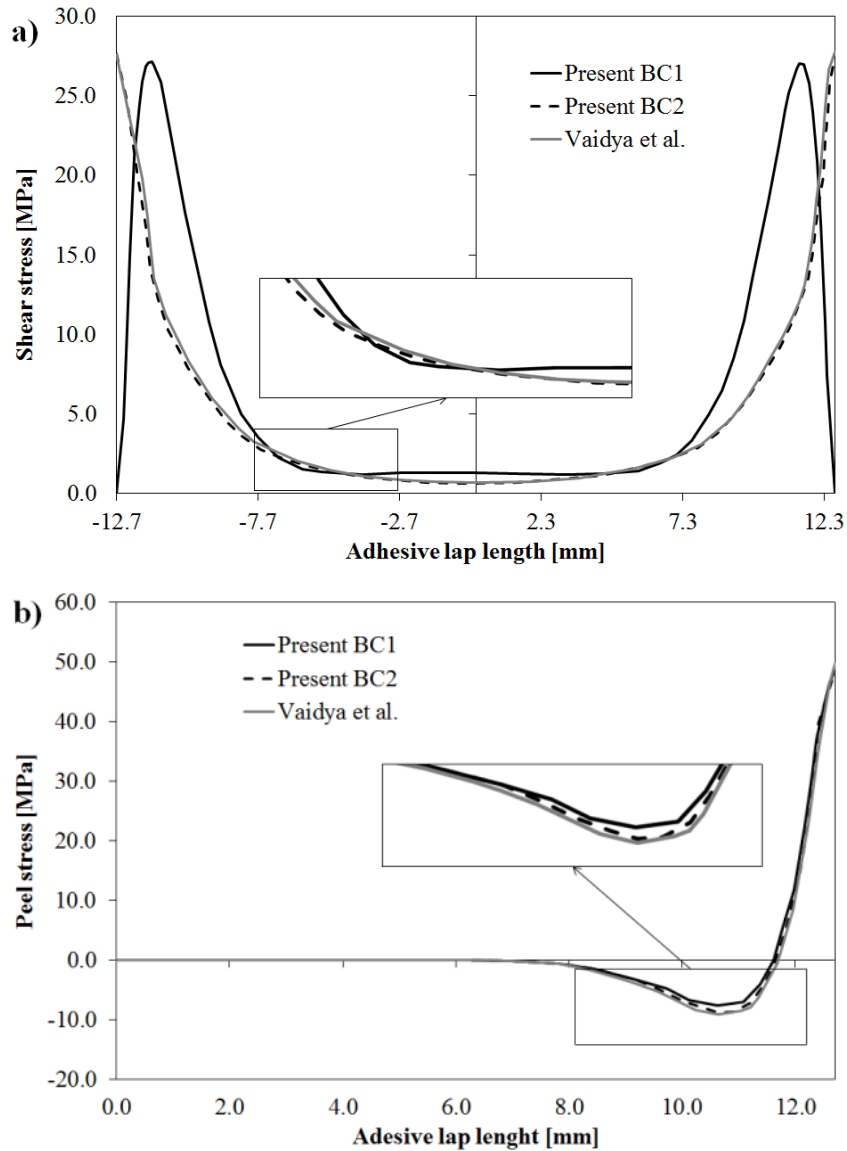 a)
30.0
25.0
20.0
15.0
10.0
5.0
0.0
Shear stress [MPa]
Present BC1
Present BC2
Vaidya et al.
-12.7 -7.7 -2.7 2.3 7.3 12.3
Adhesive lap length [mm]
b)
60.0
50.0
40.0
30.0
20.0
10.0
0.0
-10.0
-20.0
Peel stress [MPa]
Present BC1
Present BC2
Vaidya et al.
0.0 2.0 4.0 6.0 8.0 10.0 12.0
Adesive lap lenght [mm]